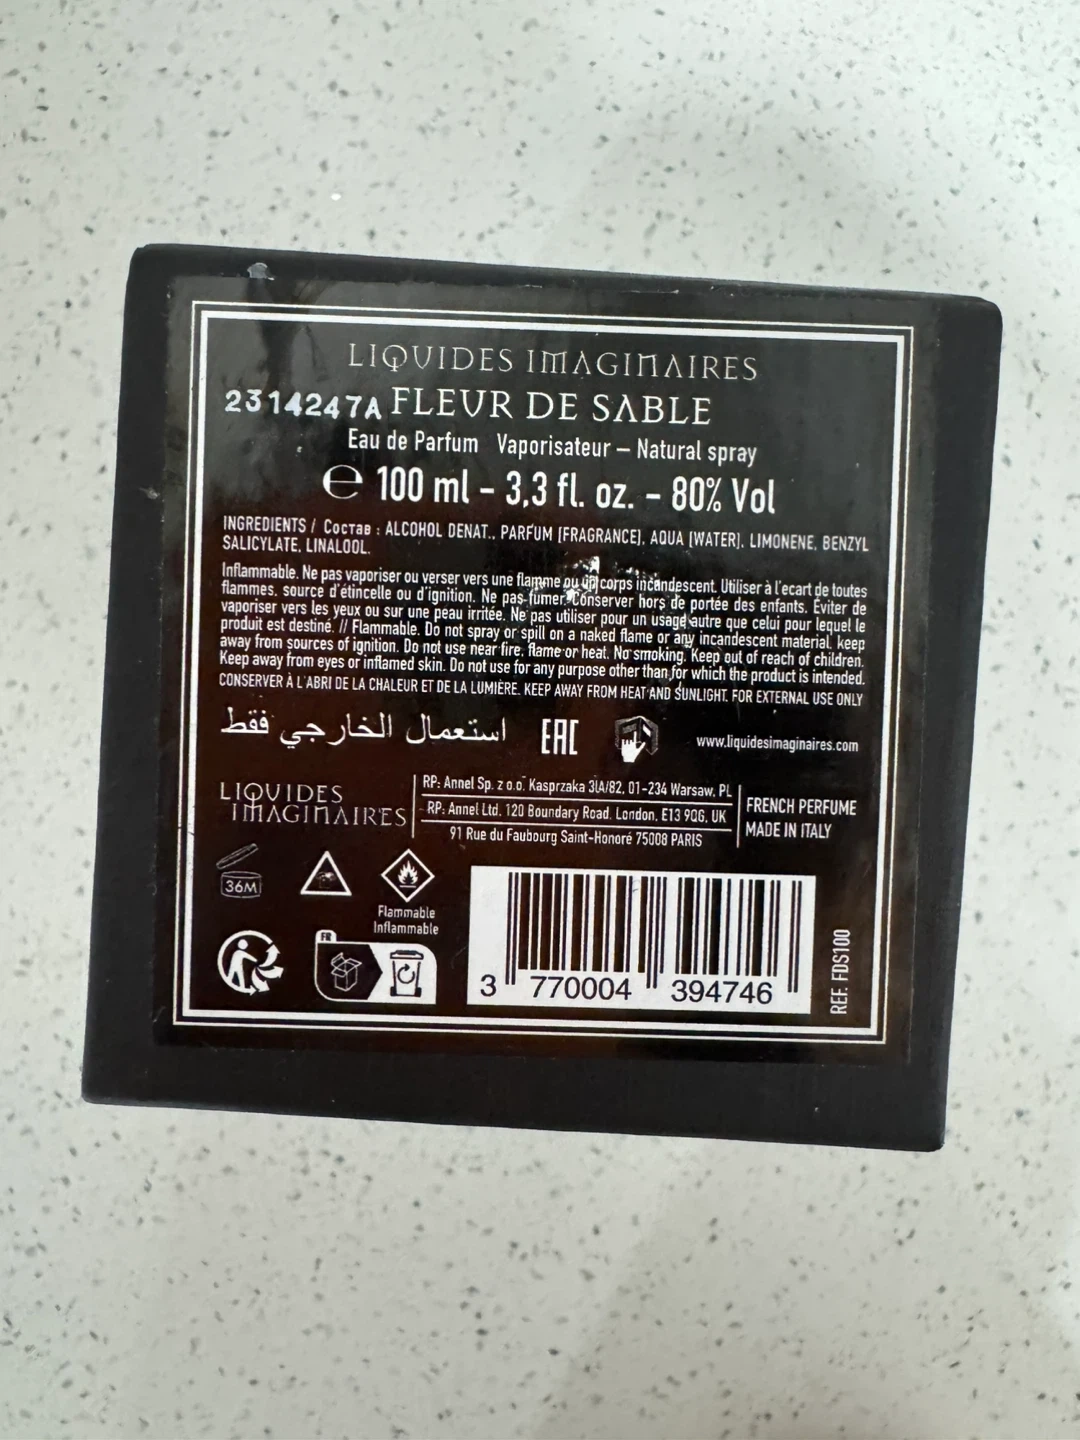 LIQUIDES IMAGINAIRES
2314247A FLEUR DE SABLE
Eau de Parfum Vaporisateur – Natural spray
℮ 100 ml - 3,3 fl. oz. - 80% Vol
INGREDIENTS / Состав : ALCOHOL DENAT., PARFUM (FRAGRANCE), AQUA (WATER), LIMONENE, BENZYL
SALICYLATE, LINALOOL.
Inflammable. Ne pas vaporiser ou verser vers une flamme ou un corps incandescent. Utiliser à l'ecart de toutes
flammes, source d'étincelle ou d'ignition. Ne pas fumer. Conserver hors de portée des enfants. Éviter de
vaporiser vers les yeux ou sur une peau irritée. Ne pas utiliser pour un usage autre que celui pour lequel le
produit est destiné. // Flammable. Do not spray or spill on a naked flame or any incandescent material, keep
away from sources of ignition. Do not use near fire, flame or heat. No smoking. Keep out of reach of children.
Keep away from eyes or inflamed skin. Do not use for any purpose other than for which the product is intended.
CONSERVER À L'ABRI DE LA CHALEUR ET DE LA LUMIÈRE. KEEP AWAY FROM HEAT AND SUNLIGHT. FOR EXTERNAL USE ONLY
استعمال الخارجي فقط
EAC
www.liquidesimaginaires.com
LIQUIDES
IMAGINAIRES
RP: Annel Sp. z o.o. Kasprzaka 31A/82, 01-234 Warsaw, PL
RP: Annel Ltd. 120 Boundary Road, London, E13 9QG, UK
91 Rue du Faubourg Saint-Honoré 75008 PARIS
FRENCH PERFUME
MADE IN ITALY
36M
Flammable
Inflammable
FR
3 770004 394746
REF. FDS100